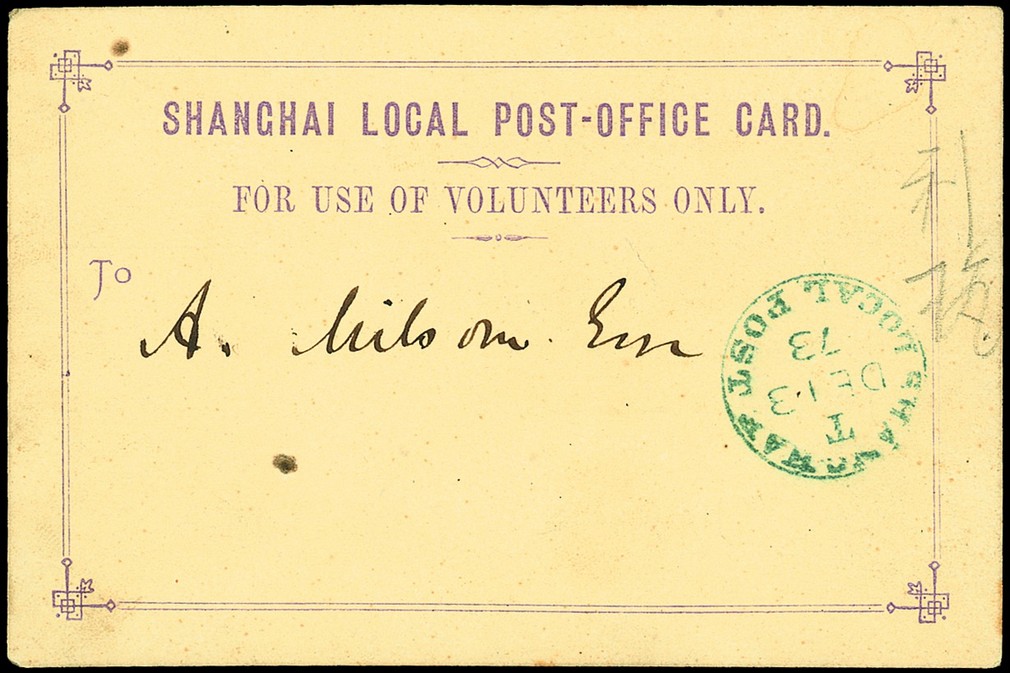 SHANGHAI LOCAL POST-OFFICE CARD.
FOR USE OF VOLUNTEERS ONLY.
To
A. Milsom Esq
SHANGHAI LOCAL POST
T
DE 13
73
利